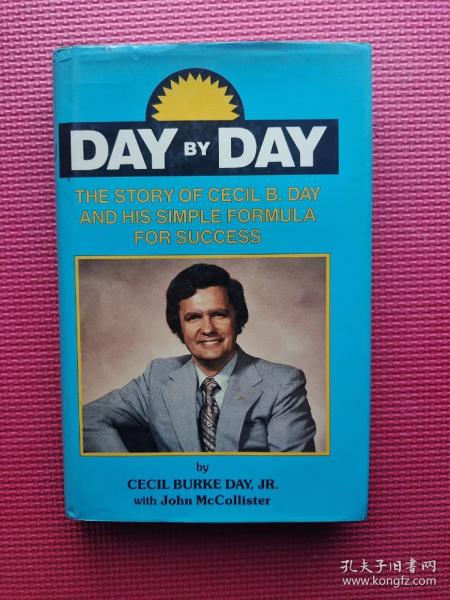 DAY BY DAY
THE STORY OF CECIL B. DAY
AND HIS SIMPLE FORMULA
FOR SUCCESS
by
CECIL BURKE DAY, JR.
with John McCollister
孔夫子旧书网
www.kongfz.com